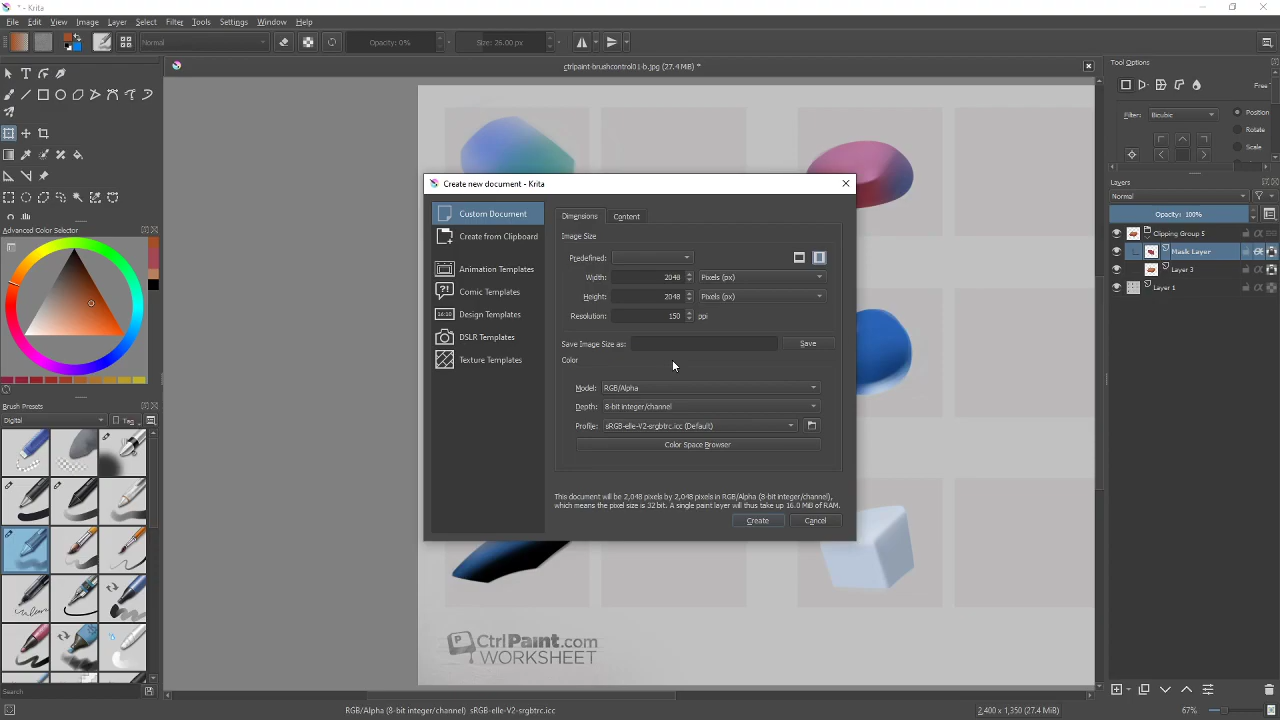 * - Krita
File Edit View Image Layer Select Filter Tools Settings Window Help
Normal Opacity: 0% Size: 26.00 px
ctrlpaint-brushcontrol01-b.jpg (27.4 MiB) *
Tool Options
Free...
Filter: Bicubic Position
Rotate
Scale
Layers
Normal
Opacity: 100%
Clipping Group 5
Mask Layer
Layer 3
Layer 1
Advanced Color Selector
Brush Presets
Digital Tag
Search
Create new document - Krita
Custom Document
Create from Clipboard
Animation Templates
Comic Templates
Design Templates
DSLR Templates
Texture Templates
Dimensions Content
Image Size
Predefined:
Width: 2048 Pixels (px)
Height: 2048 Pixels (px)
Resolution: 150 ppi
Save Image Size as: Save
Color
Model: RGB/Alpha
Depth: 8-bit integer/channel
Profile: sRGB-elle-V2-srgbtrc.icc (Default)
Color Space Browser
This document will be 2,048 pixels by 2,048 pixels in RGB/Alpha (8-bit integer/channel),
which means the pixel size is 32 bit. A single paint layer will thus take up 16.0 MiB of RAM.
Create Cancel
CtrlPaint.com
WORKSHEET
RGB/Alpha (8-bit integer/channel) sRGB-elle-V2-srgbtrc.icc
2,400 x 1,350 (27.4 MiB) 67%